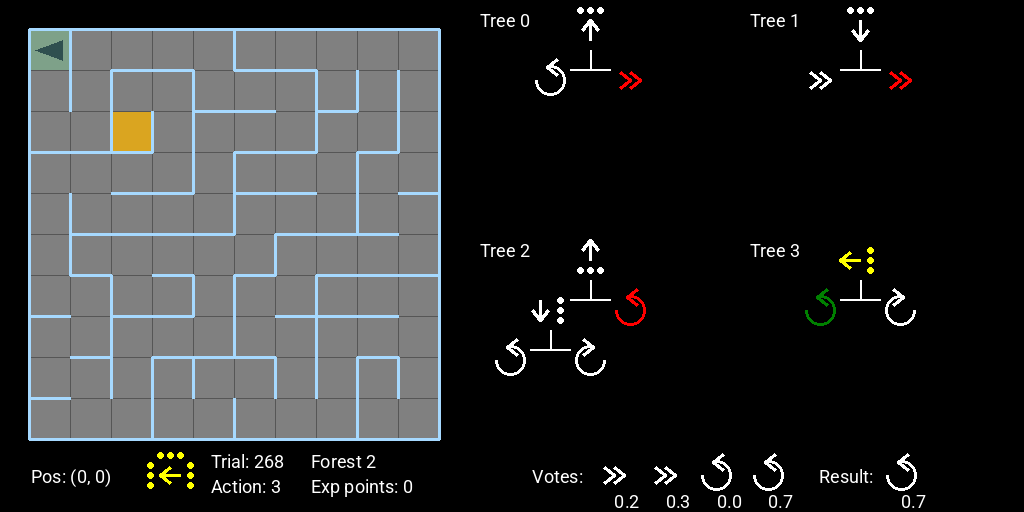 Tree 0
Tree 1
Tree 2
Tree 3
Pos: (0, 0)
Trial: 268
Forest 2
Action: 3
Exp points: 0
Votes:
0.2
0.3
0.0
0.7
Result:
0.7